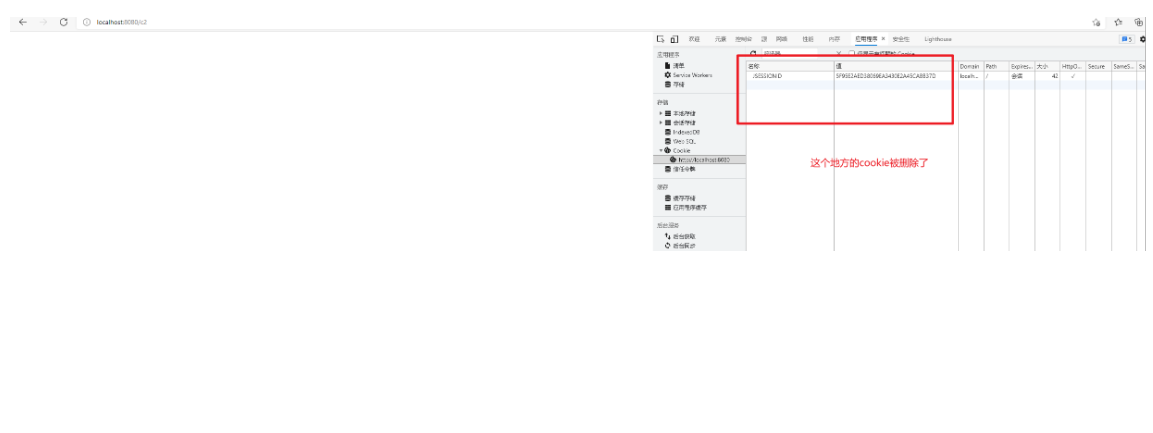 localhost:8080/c2
欢迎 元素 控制台 源 网络 性能 内存 应用程序 × 安全性 Lighthouse 5
应用程序
清单
Service Workers
存储
名称 值 Domain Path Expires... 大小 HttpO... Secure SameS... Sa
JSESSIONID localh... / 会话 42 ✓
存储
本地存储
会话存储
IndexedDB
Web SQL
Cookie
http://localhost:8080
信任令牌
这个地方的cookie被删除了
缓存
缓存存储
应用程序缓存
后台服务
后台获取
后台同步